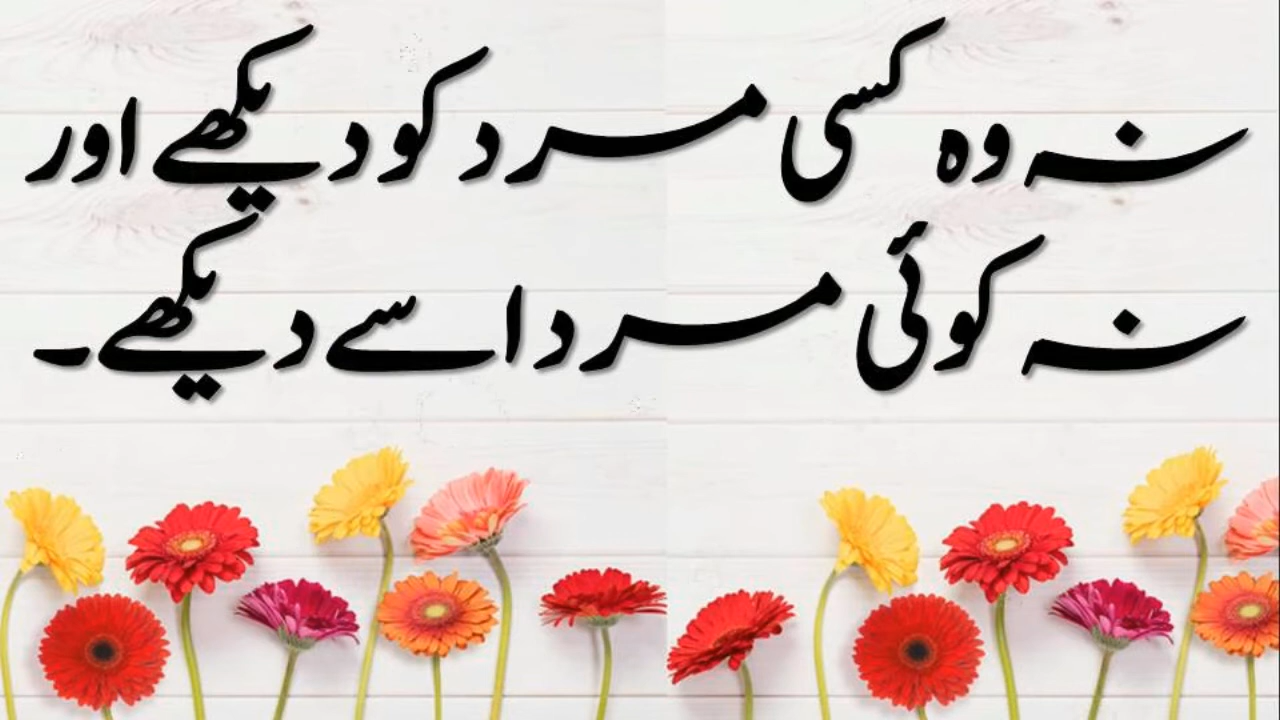 نہ وہ کسی مرد کو دیکھے اور
نہ کوئی مرد اسے دیکھے۔